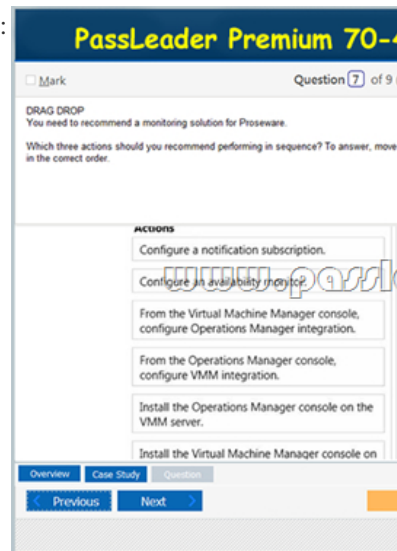 :
PassLeader Premium 70-4
Mark
Question 7 of 9
DRAG DROP
You need to recommend a monitoring solution for Proseware.
Which three actions should you recommend performing in sequence? To answer, move
in the correct order.
Actions
Configure a notification subscription.
Configure an availability monitor.
www.passl
From the Virtual Machine Manager console,
configure Operations Manager integration.
From the Operations Manager console,
configure VMM integration.
Install the Operations Manager console on the
VMM server.
Install the Virtual Machine Manager console on
Overview Case Study Question
Previous Next